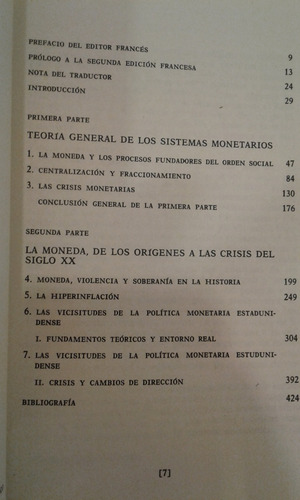 PREFACIO DEL EDITOR FRANCÉS 9
PRÓLOGO A LA SEGUNDA EDICIÓN FRANCESA 13
NOTA DEL TRADUCTOR 24
INTRODUCCIÓN 29
PRIMERA PARTE
TEORÍA GENERAL DE LOS SISTEMAS MONETARIOS
1. LA MONEDA Y LOS PROCESOS FUNDADORES DEL ORDEN SOCIAL 47
2. CENTRALIZACIÓN Y FRACCIONAMIENTO 84
3. LAS CRISIS MONETARIAS 130
CONCLUSIÓN GENERAL DE LA PRIMERA PARTE 176
SEGUNDA PARTE
LA MONEDA, DE LOS ORÍGENES A LAS CRISIS DEL
SIGLO XX
4. MONEDA, VIOLENCIA Y SOBERANÍA EN LA HISTORIA 199
5. LA HIPERINFLACIÓN 249
6. LAS VICISITUDES DE LA POLÍTICA MONETARIA ESTADUNI-
DENSE
I. FUNDAMENTOS TEÓRICOS Y ENTORNO REAL 304
7. LAS VICISITUDES DE LA POLÍTICA MONETARIA ESTUDUNI-
DENSE
II. CRISIS Y CAMBIOS DE DIRECCIÓN 392
BIBLIOGRAFÍA 424
[7]